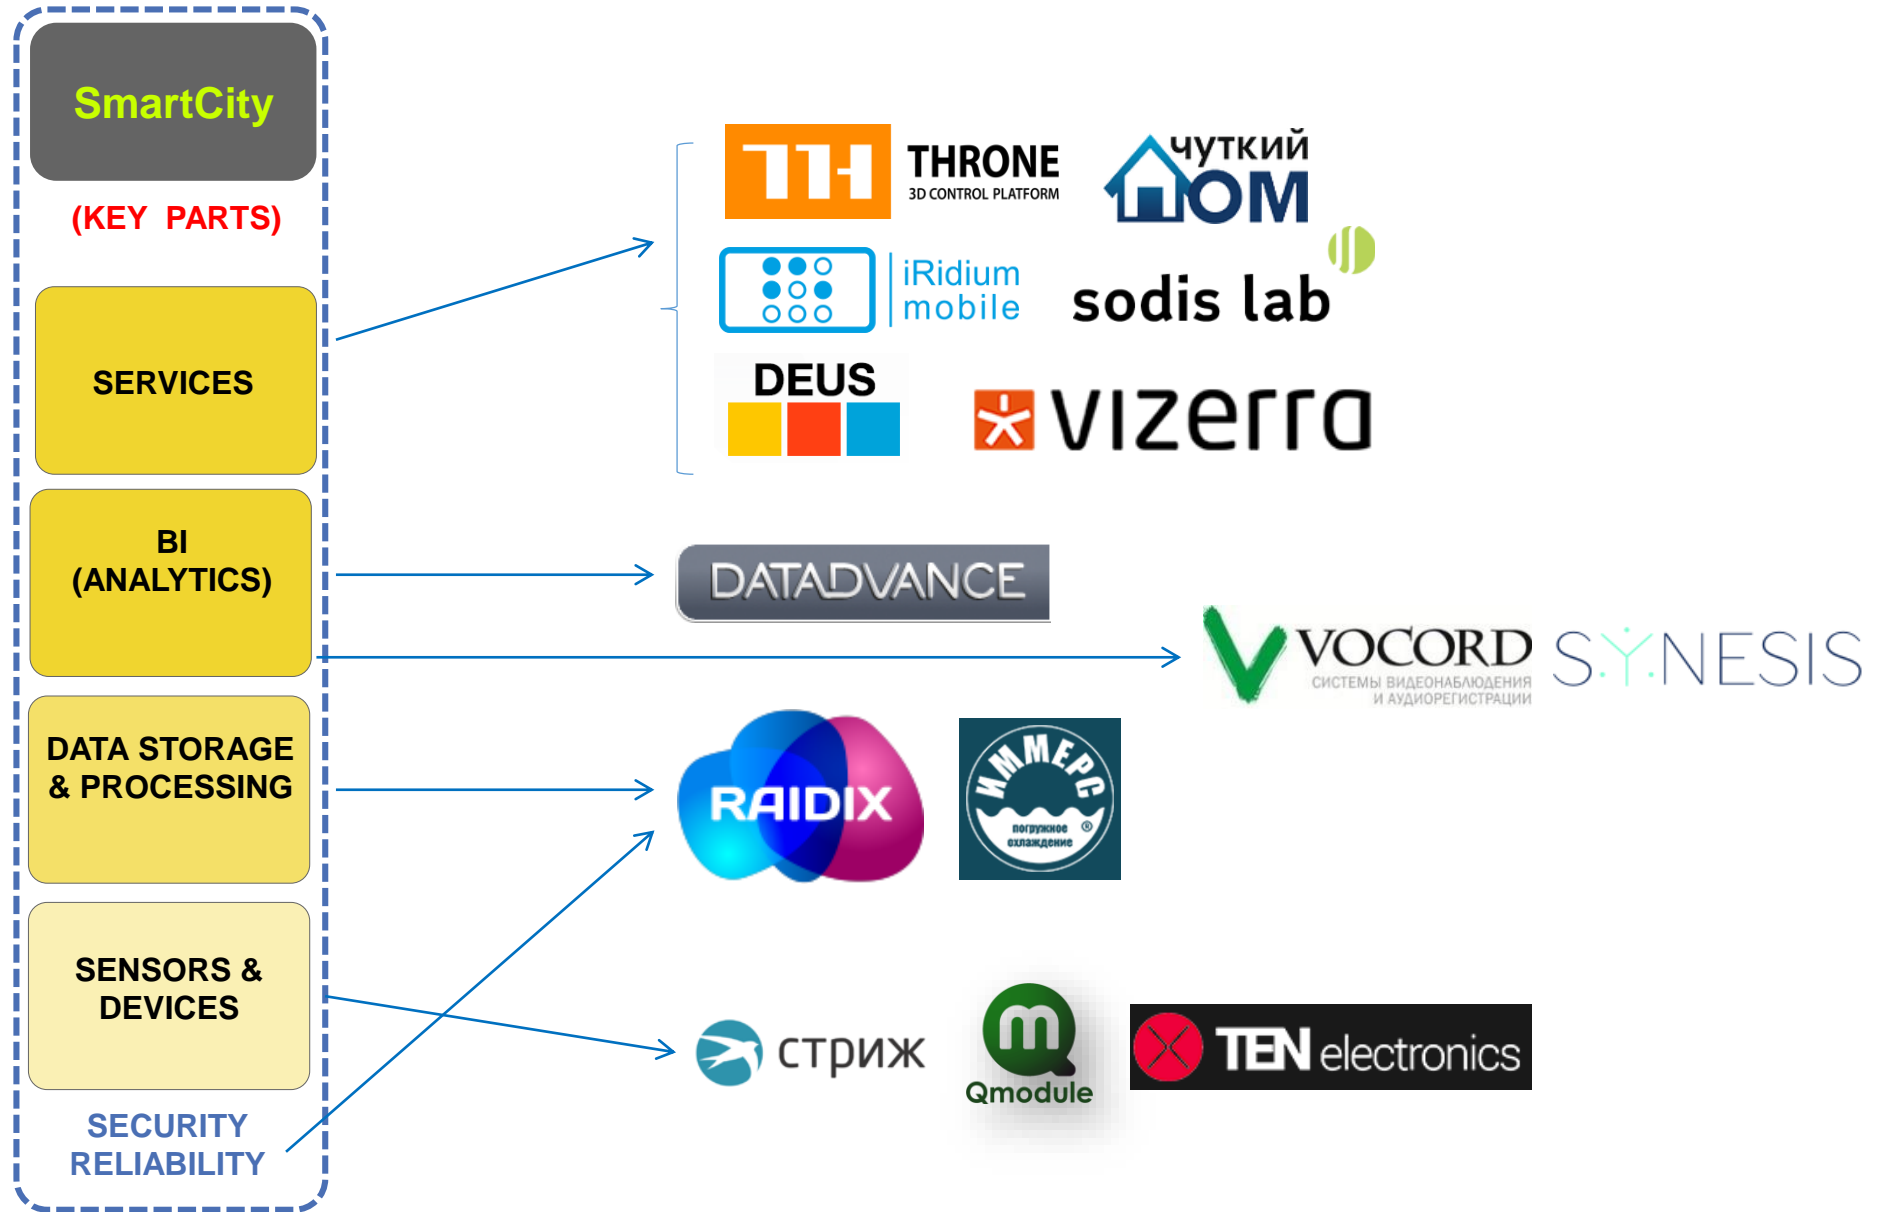 SmartCity
(KEY PARTS)
SERVICES
BI
(ANALYTICS)
DATA STORAGE
& PROCESSING
SENSORS &
DEVICES
SECURITY
RELIABILITY
TH THRONE
3D CONTROL PLATFORM
ЧУТКИЙ
ДОМ
iRidium
mobile
sodis lab
DEUS
vizerra
DATADVANCE
VOCORD
СИСТЕМЫ ВИДЕОНАБЛЮДЕНИЯ
И АУДИОРЕГИСТРАЦИИ
SYNESIS
RAIDIX
ИММЕРС
погружное ®
охлаждение
стриж
m
Qmodule
TEN electronics